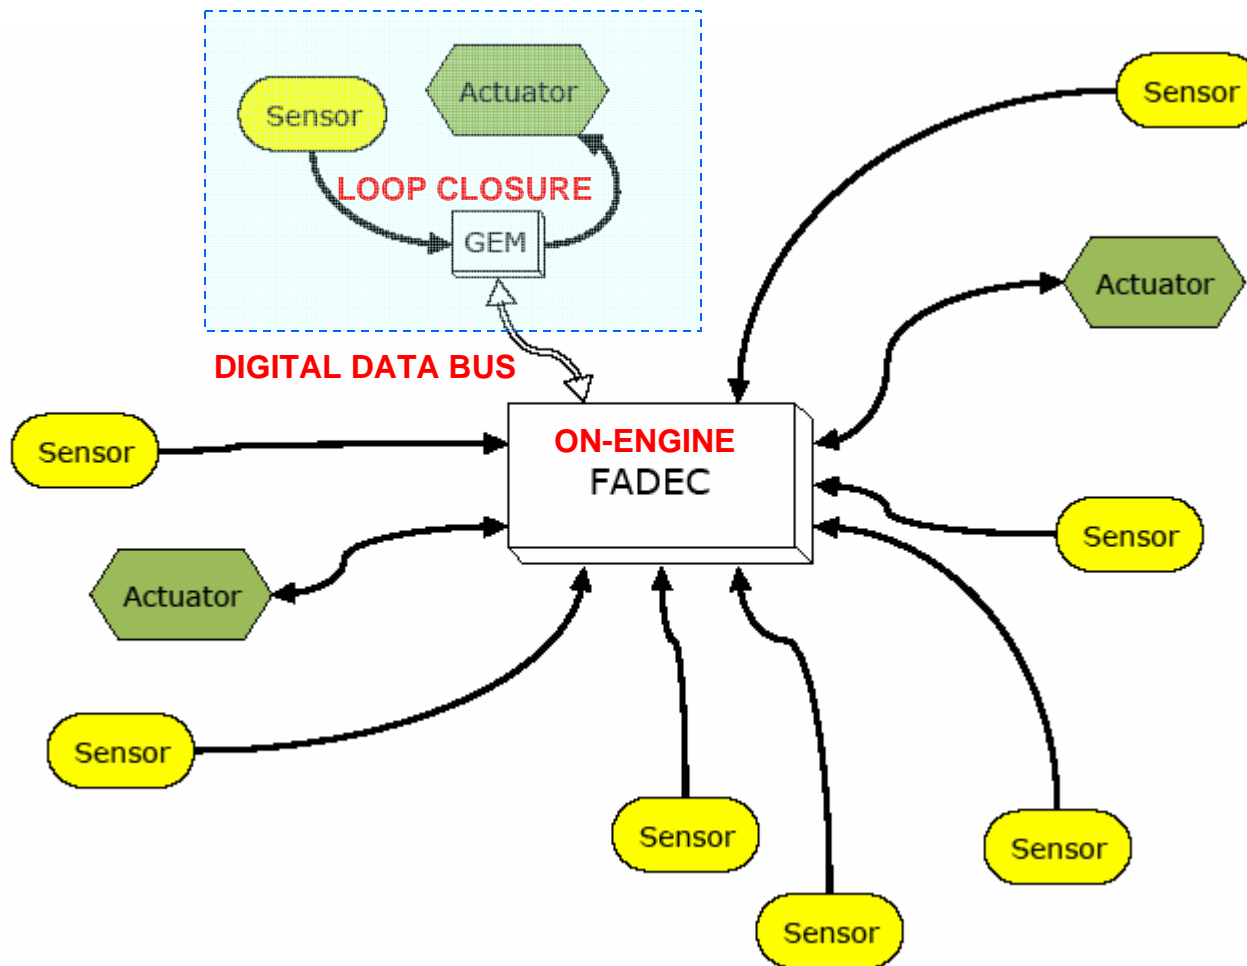 Sensor
Actuator
Sensor
LOOP CLOSURE
GEM
Actuator
DIGITAL DATA BUS
Sensor
ON-ENGINE
FADEC
Sensor
Actuator
Sensor
Sensor
Sensor
Sensor
Sensor